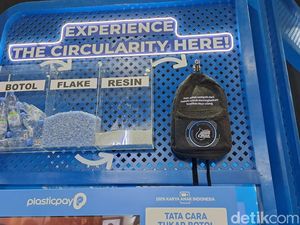 EXPERIENCE
THE CIRCULARITY HERE!
BOTOL
FLAKE
RESIN
plasticpay
100% KARYA ANAK INDONESIA
TATA CARA
TUKAR BOTOL
detikcom